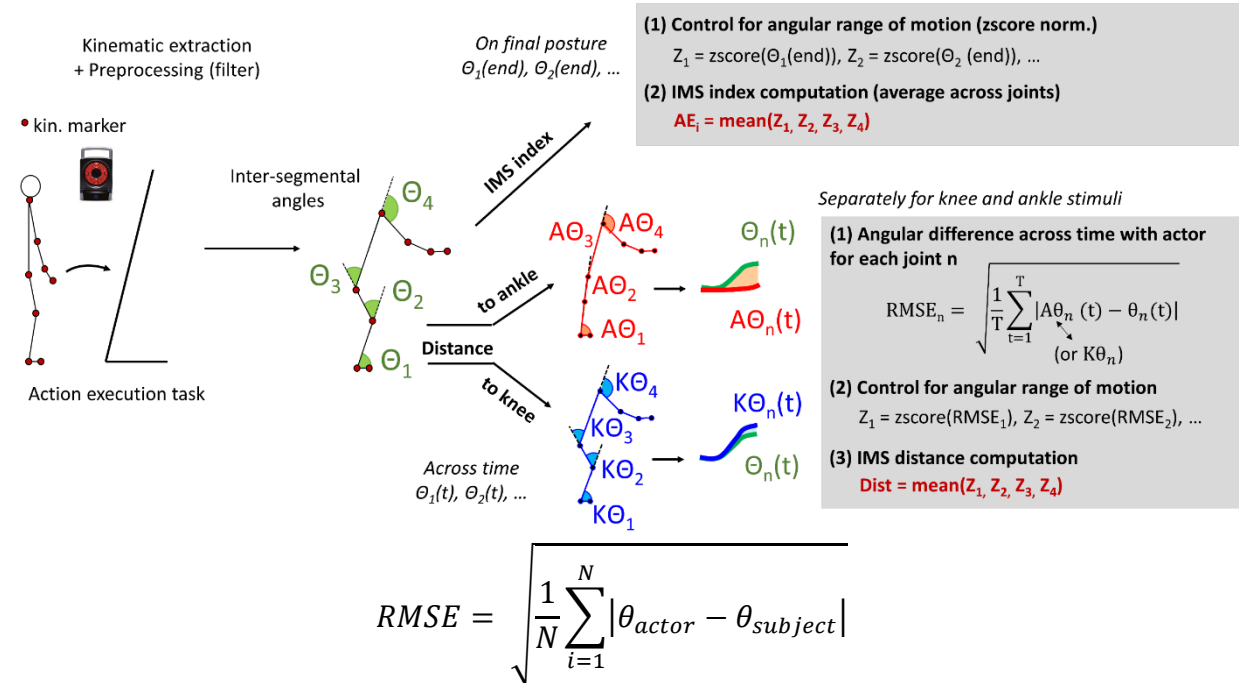 Kinematic extraction
+ Preprocessing (filter)
kin. marker
Action execution task
Inter-segmental
angles
Θ4
Θ3
Θ2
Θ1
On final posture
Θ1(end), Θ2(end), …
IMS index
(1) Control for angular range of motion (zscore norm.)
Z1 = zscore(Θ1(end)), Z2 = zscore(Θ2 (end)), …
(2) IMS index computation (average across joints)
AEi = mean(Z1, Z2, Z3, Z4)
Distance
to ankle
to knee
AΘ4
AΘ3
AΘ2
AΘ1
Θn(t)
AΘn(t)
KΘ4
KΘ3
KΘ2
KΘ1
KΘn(t)
Θn(t)
Across time
Θ1(t), Θ2(t), …
Separately for knee and ankle stimuli
(1) Angular difference across time with actor
for each joint n
RMSEn = √(1/T ∑t=1T |Aθn (t) − θn(t)|)
(or Kθn)
(2) Control for angular range of motion
Z1 = zscore(RMSE1), Z2 = zscore(RMSE2), …
(3) IMS distance computation
Dist = mean(Z1, Z2, Z3, Z4)
RMSE = √(1/N ∑i=1N |θactor − θsubject|)